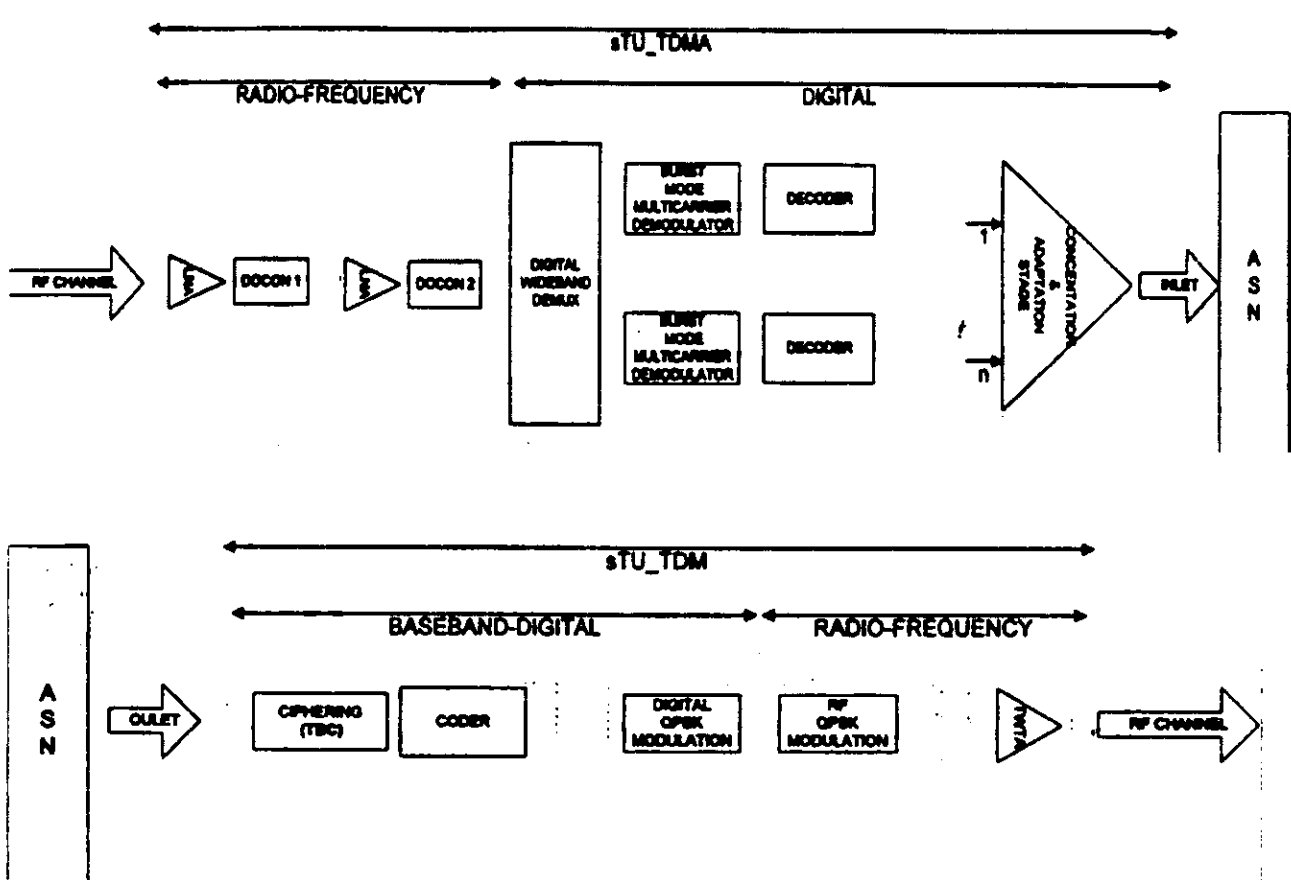 sTU_TDMA
RADIO-FREQUENCY
DIGITAL
RF CHANNEL
LNA
DOCON 1
LNA
DOCON 2
DIGITAL
WIDEBAND
DEMUX
BURST
MODE
MULTICARRIER
DEMODULATOR
DECODER
BURST
MODE
MULTICARRIER
DEMODULATOR
DECODER
1
n
CONCENTATION
&
ADAPTATION
STAGE
INLET
A
S
N
sTU_TDM
BASEBAND-DIGITAL
RADIO-FREQUENCY
A
S
N
OULET
CIPHERING
(TBC)
CODER
DIGITAL
QPSK
MODULATION
RF
QPSK
MODULATION
TWTA
RF CHANNEL